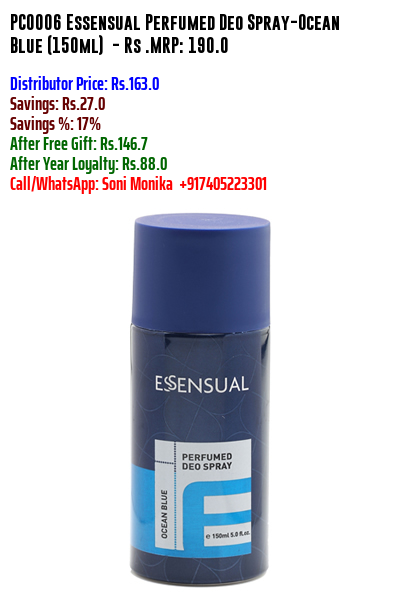 PC0006 Essensual Perfumed Deo Spray-Ocean
Blue (150ml) - Rs .MRP: 190.0
Distributor Price: Rs.163.0
Savings: Rs.27.0
Savings %: 17%
After Free Gift: Rs.146.7
After Year Loyalty: Rs.88.0
Call/WhatsApp: Soni Monika +917405223301
ESSENSUAL
PERFUMED
DEO SPRAY
OCEAN BLUE
e 150ml 5.0 fl.oz.